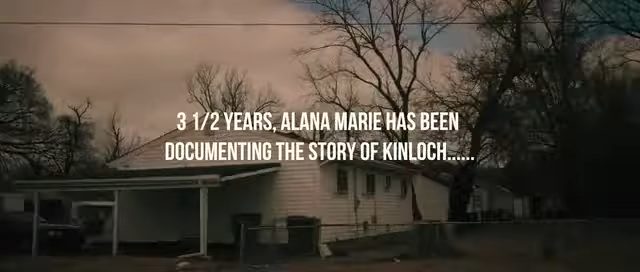 3 1/2 YEARS, ALANA MARIE HAS BEEN
DOCUMENTING THE STORY OF KINLOCH......